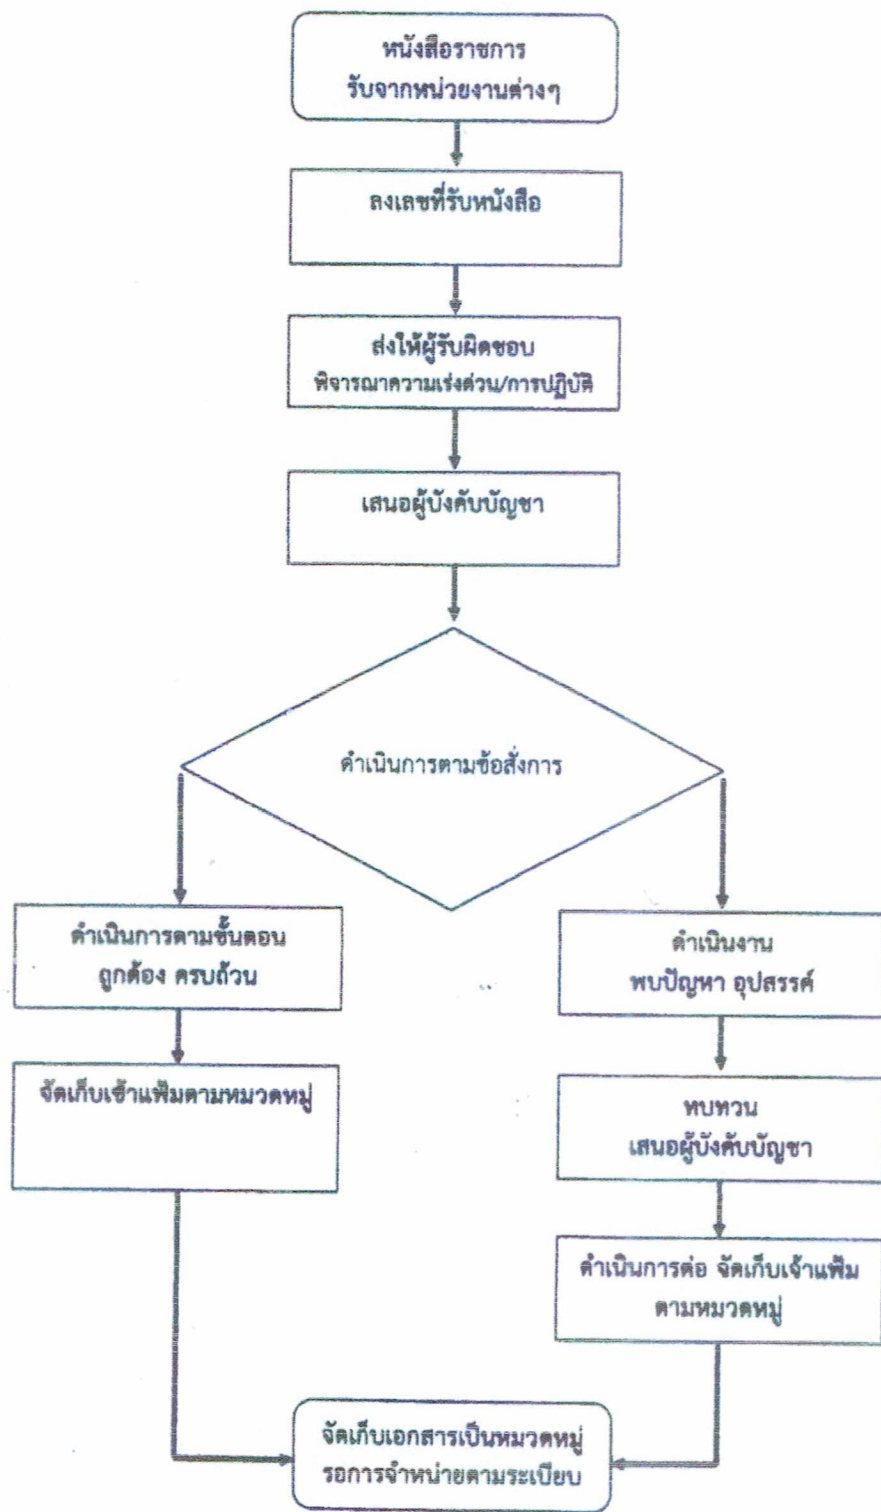 หนังสือราชการ
รับจากหน่วยงานต่างๆ
ลงเลขที่รับหนังสือ
ส่งให้ผู้รับผิดชอบ
พิจารณาความเร่งด่วน/การปฏิบัติ
เสนอผู้บังคับบัญชา
ดำเนินการตามข้อสั่งการ
ดำเนินการตามขั้นตอน
ถูกต้อง ครบถ้วน
จัดเก็บเข้าแฟ้มตามหมวดหมู่
ดำเนินงาน
พบปัญหา อุปสรรค์
ทบทวน
เสนอผู้บังคับบัญชา
ดำเนินการต่อ จัดเก็บเจ้าแฟ้ม
ตามหมวดหมู่
จัดเก็บเอกสารเป็นหมวดหมู่
รอการจำหน่ายตามระเบียบ